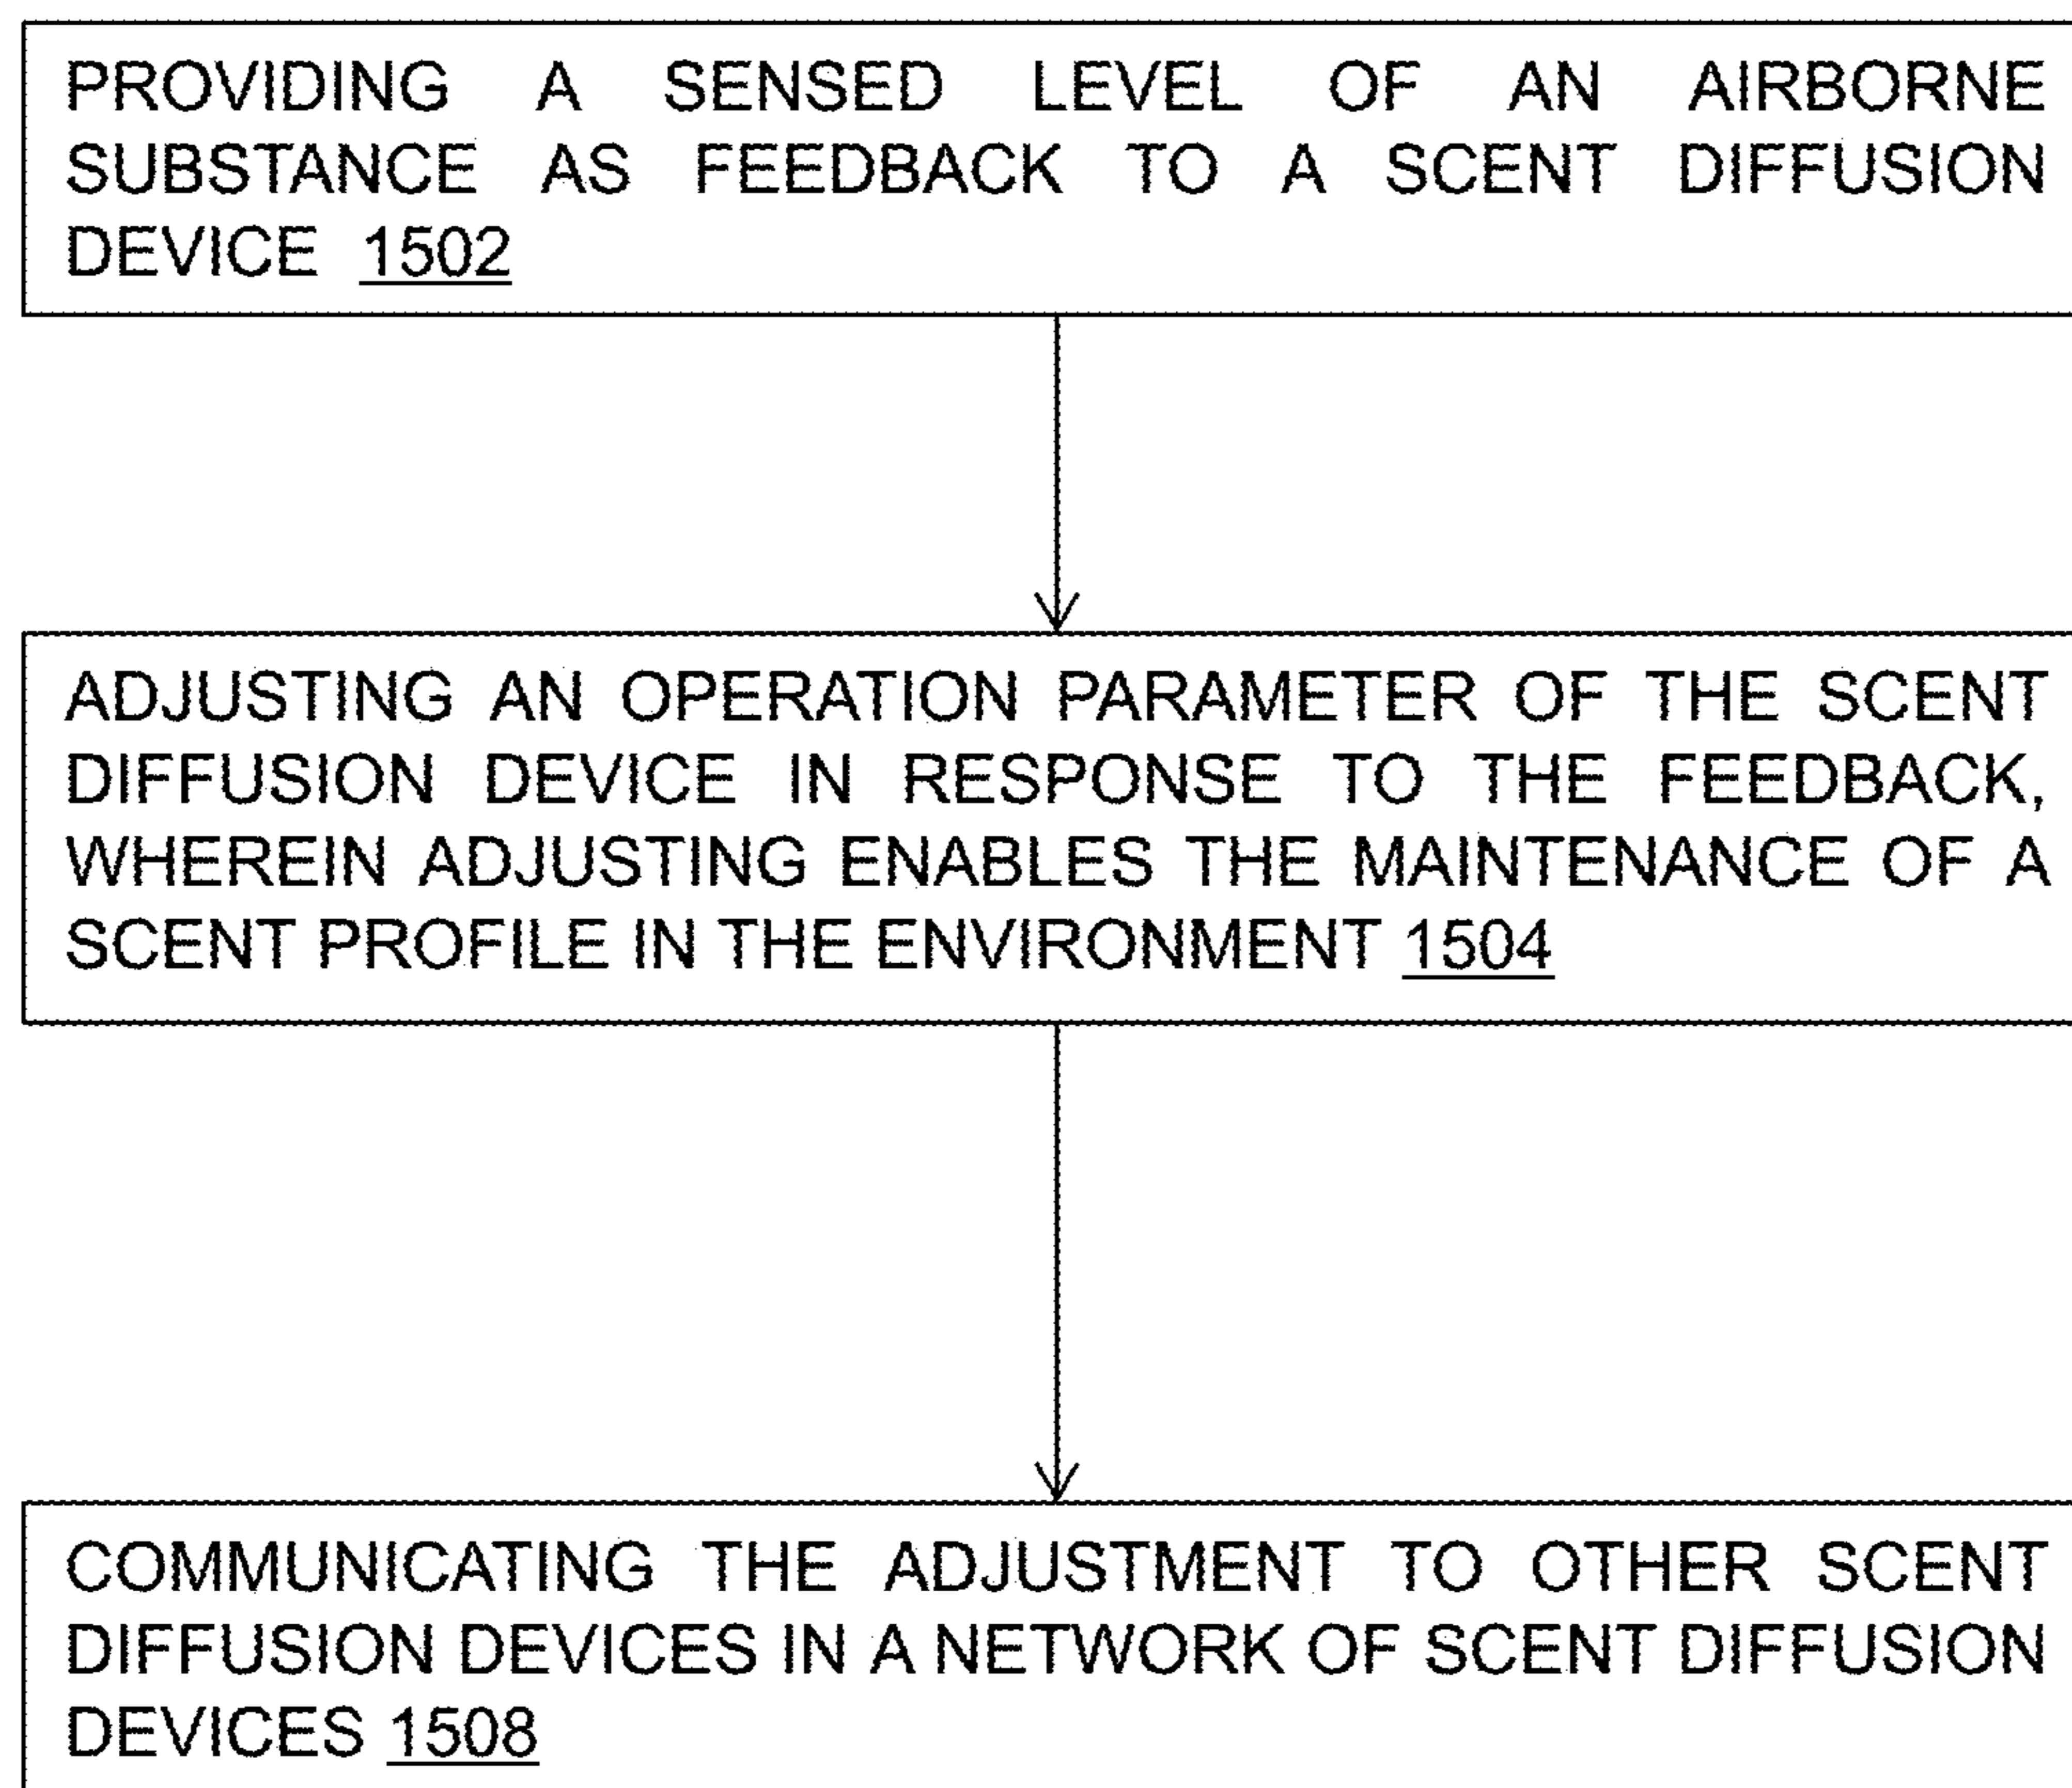 PROVIDING A SENSED LEVEL OF AN AIRBORNE
SUBSTANCE AS FEEDBACK TO A SCENT DIFFUSION
DEVICE 1502
ADJUSTING AN OPERATION PARAMETER OF THE SCENT
DIFFUSION DEVICE IN RESPONSE TO THE FEEDBACK,
WHEREIN ADJUSTING ENABLES THE MAINTENANCE OF A
SCENT PROFILE IN THE ENVIRONMENT 1504
COMMUNICATING THE ADJUSTMENT TO OTHER SCENT
DIFFUSION DEVICES IN A NETWORK OF SCENT DIFFUSION
DEVICES 1508